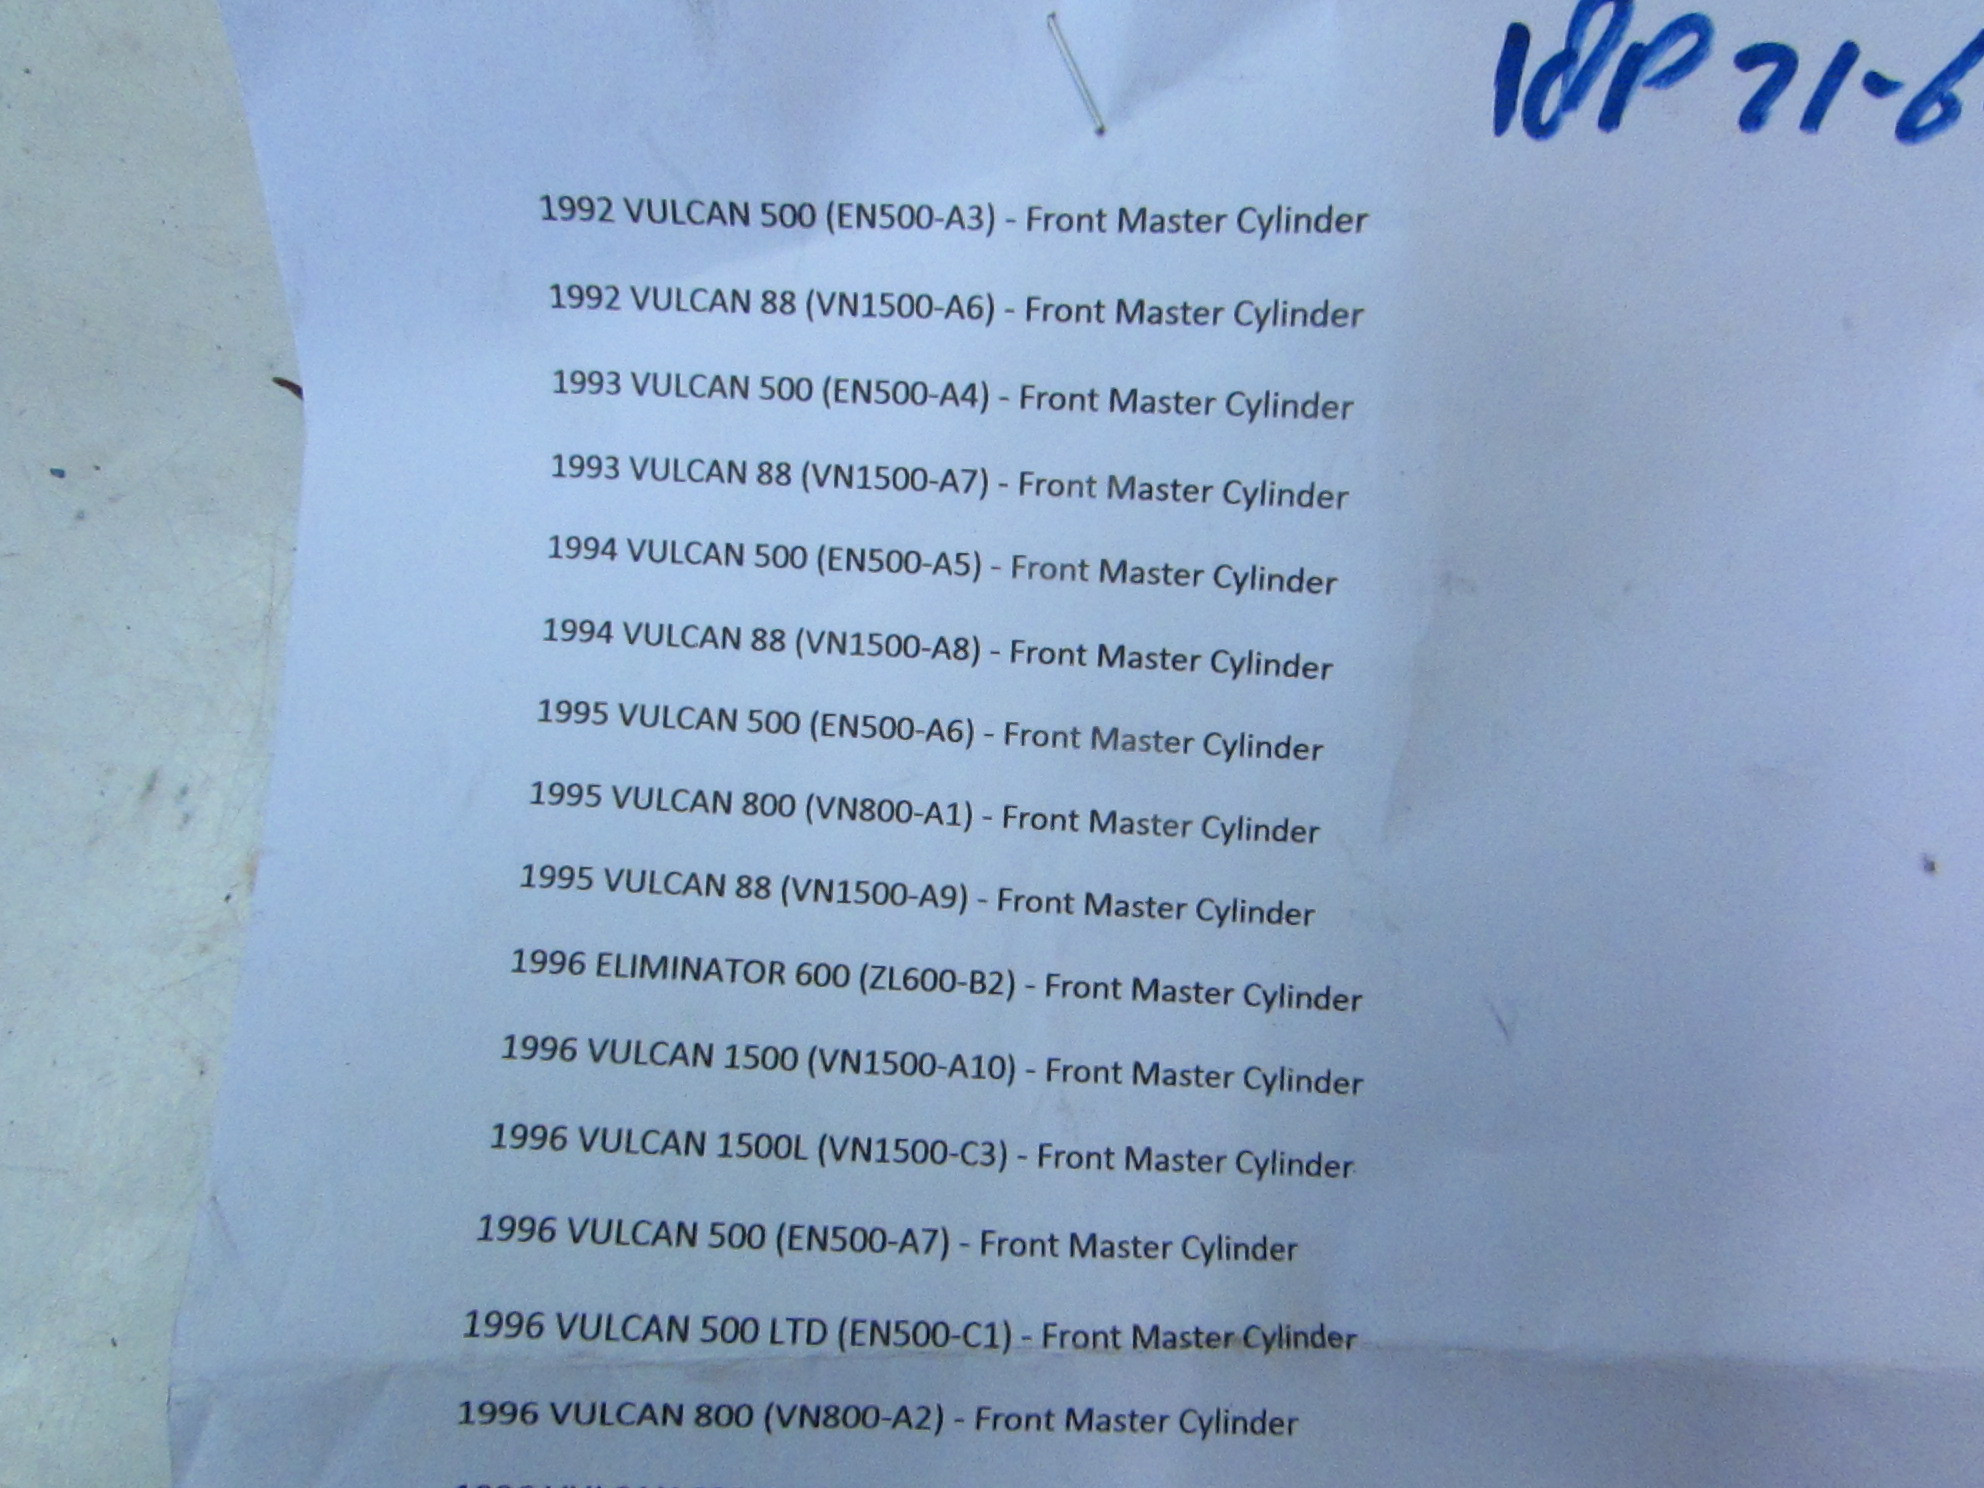 18P 71-6
1992 VULCAN 500 (EN500-A3) - Front Master Cylinder
1992 VULCAN 88 (VN1500-A6) - Front Master Cylinder
1993 VULCAN 500 (EN500-A4) - Front Master Cylinder
1993 VULCAN 88 (VN1500-A7) - Front Master Cylinder
1994 VULCAN 500 (EN500-A5) - Front Master Cylinder
1994 VULCAN 88 (VN1500-A8) - Front Master Cylinder
1995 VULCAN 500 (EN500-A6) - Front Master Cylinder
1995 VULCAN 800 (VN800-A1) - Front Master Cylinder
1995 VULCAN 88 (VN1500-A9) - Front Master Cylinder
1996 ELIMINATOR 600 (ZL600-B2) - Front Master Cylinder
1996 VULCAN 1500 (VN1500-A10) - Front Master Cylinder
1996 VULCAN 1500L (VN1500-C3) - Front Master Cylinder
1996 VULCAN 500 (EN500-A7) - Front Master Cylinder
1996 VULCAN 500 LTD (EN500-C1) - Front Master Cylinder
1996 VULCAN 800 (VN800-A2) - Front Master Cylinder